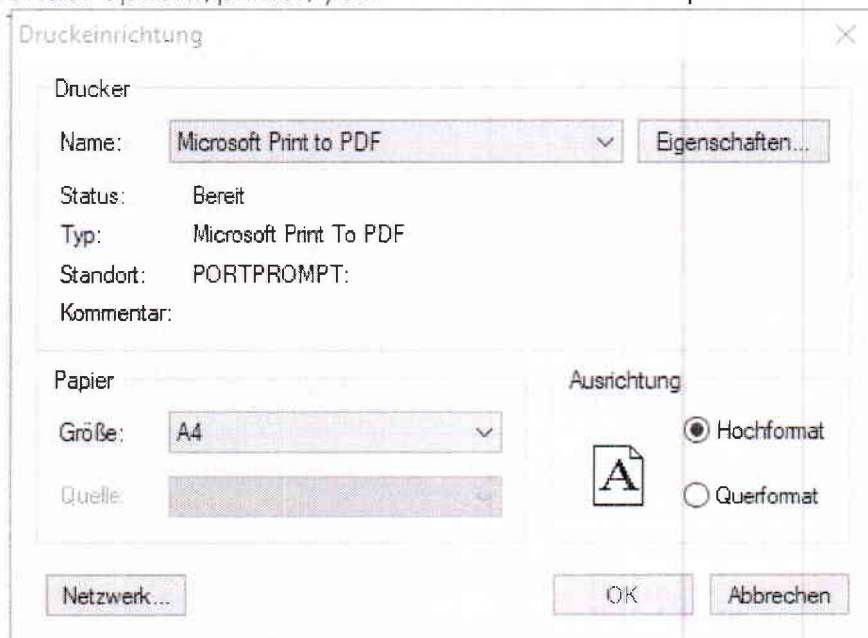 Druckeinrichtung
Drucker
Name: Microsoft Print to PDF Eigenschaften...
Status: Bereit
Typ: Microsoft Print To PDF
Standort: PORTPROMPT:
Kommentar:
Papier
Größe: A4
Quelle:
Ausrichtung
A
Hochformat
Querformat
Netzwerk... OK Abbrechen